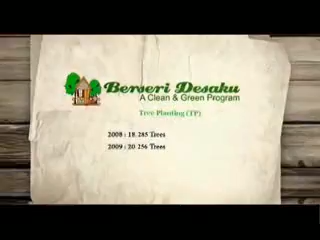 Berseri Desaku
A Clean & Green Program
Tree Planting (TP)
2008 : 18.285 Trees
2009 : 20.256 Trees